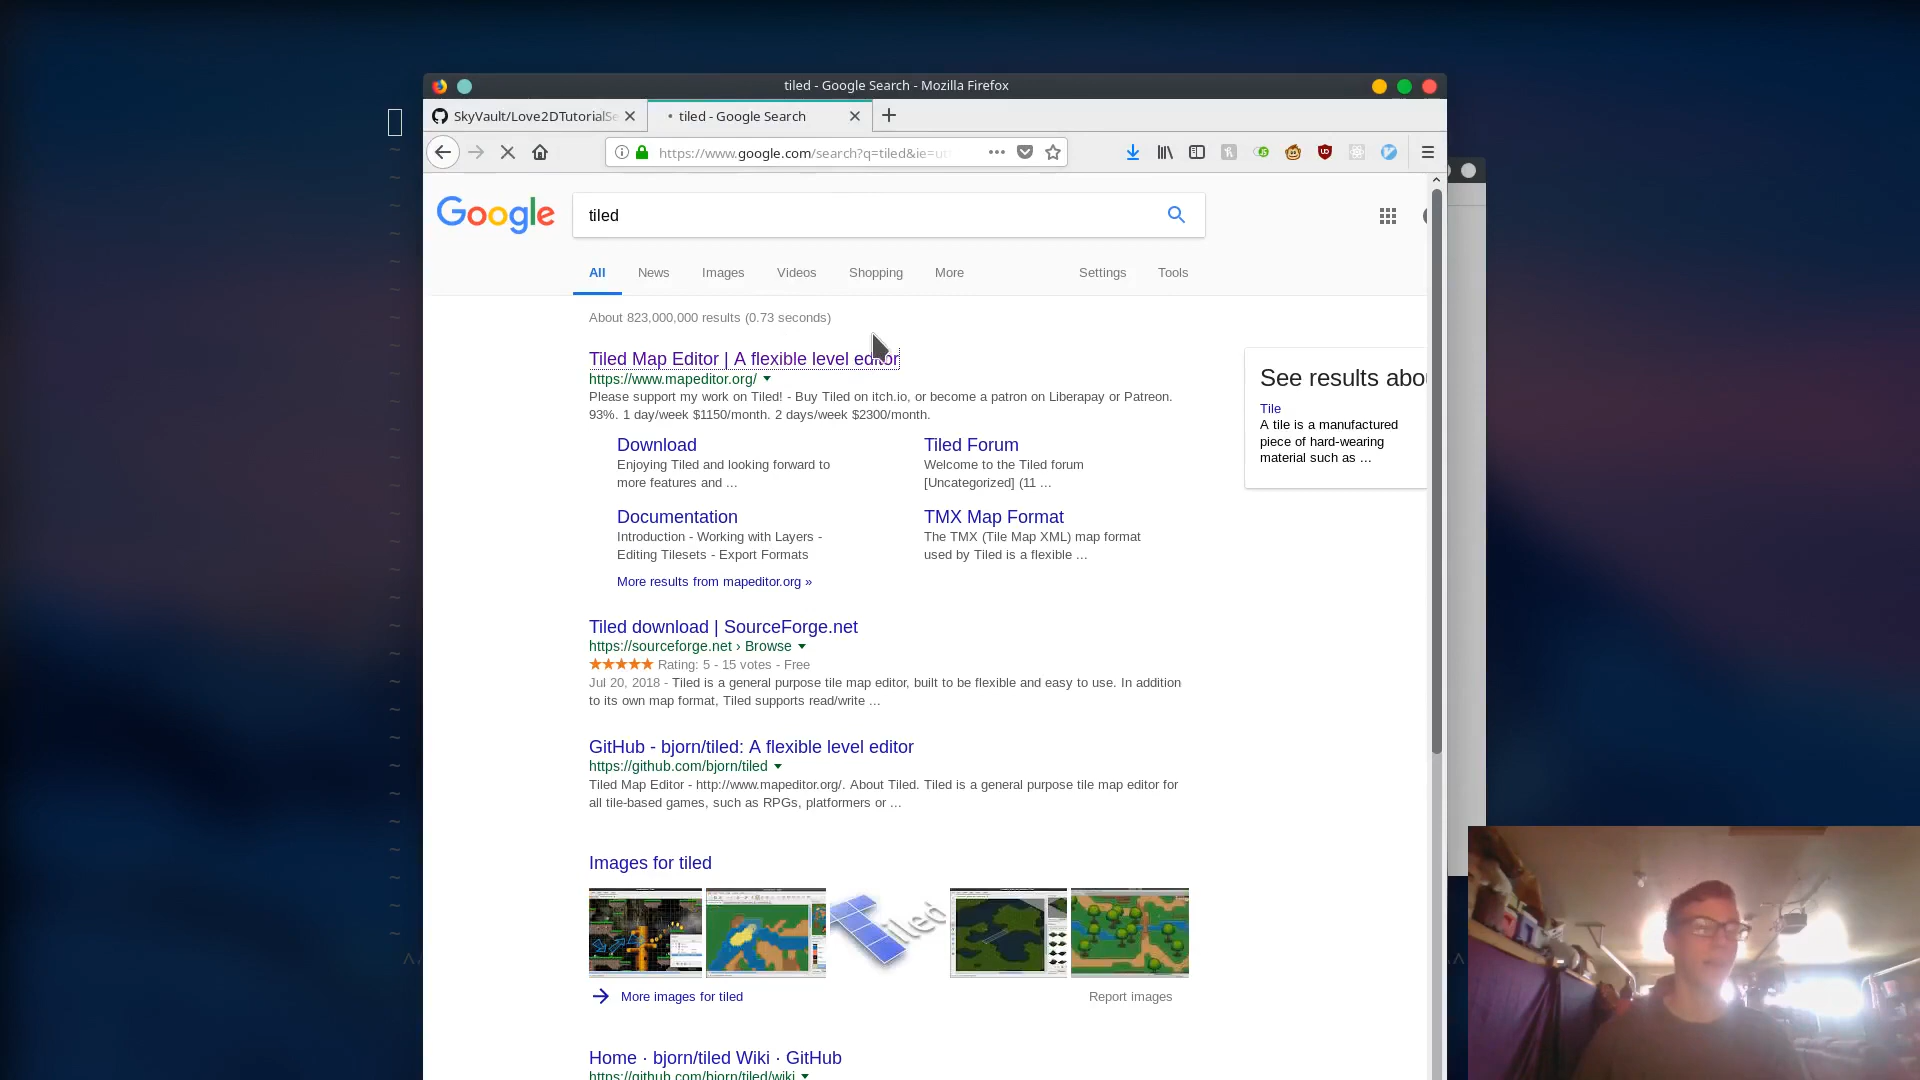 tiled - Google Search - Mozilla Firefox
SkyVault/Love2DTutorialSe
tiled - Google Search
https://www.google.com/search?q=tiled&ie=ut
Google
tiled
All
News
Images
Videos
Shopping
More
Settings
Tools
About 823,000,000 results (0.73 seconds)
Tiled Map Editor | A flexible level editor
https://www.mapeditor.org/
Please support my work on Tiled! - Buy Tiled on itch.io, or become a patron on Liberapay or Patreon.
93%. 1 day/week $1150/month. 2 days/week $2300/month.
Download
Enjoying Tiled and looking forward to
more features and ...
Tiled Forum
Welcome to the Tiled forum
[Uncategorized] (11 ...
Documentation
Introduction - Working with Layers -
Editing Tilesets - Export Formats
TMX Map Format
The TMX (Tile Map XML) map format
used by Tiled is a flexible ...
More results from mapeditor.org »
See results abou
Tile
A tile is a manufactured
piece of hard-wearing
material such as ...
Tiled download | SourceForge.net
https://sourceforge.net › Browse
Rating: 5 - 15 votes - Free
Jul 20, 2018 - Tiled is a general purpose tile map editor, built to be flexible and easy to use. In addition
to its own map format, Tiled supports read/write ...
GitHub - bjorn/tiled: A flexible level editor
https://github.com/bjorn/tiled
Tiled Map Editor - http://www.mapeditor.org/. About Tiled. Tiled is a general purpose tile map editor for
all tile-based games, such as RPGs, platformers or ...
Images for tiled
tiled
More images for tiled
Report images
Home · bjorn/tiled Wiki · GitHub
https://github.com/bjorn/tiled/wiki